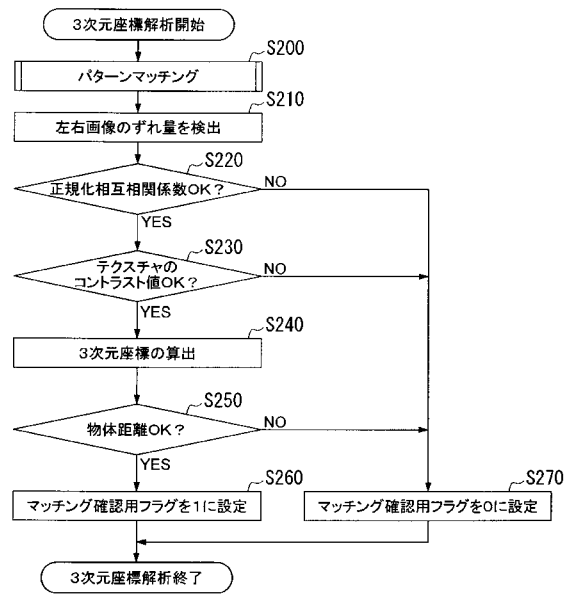 3次元座標解析開始
S200
パターンマッチング
S210
左右画像のずれ量を検出
S220
正規化相互相関係数OK?
NO
YES
S230
テクスチャの
コントラスト値OK?
NO
YES
S240
3次元座標の算出
S250
物体距離OK?
NO
YES
S260
マッチング確認用フラグを1に設定
S270
マッチング確認用フラグを0に設定
3次元座標解析終了